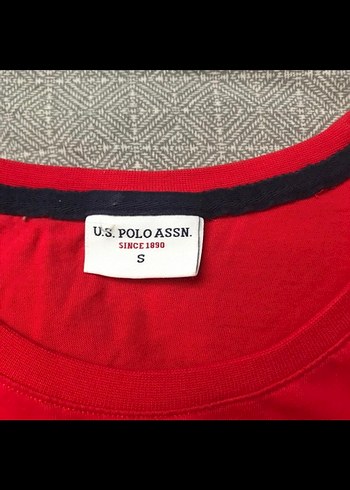 U.S. POLO ASSN.
SINCE 1890
S